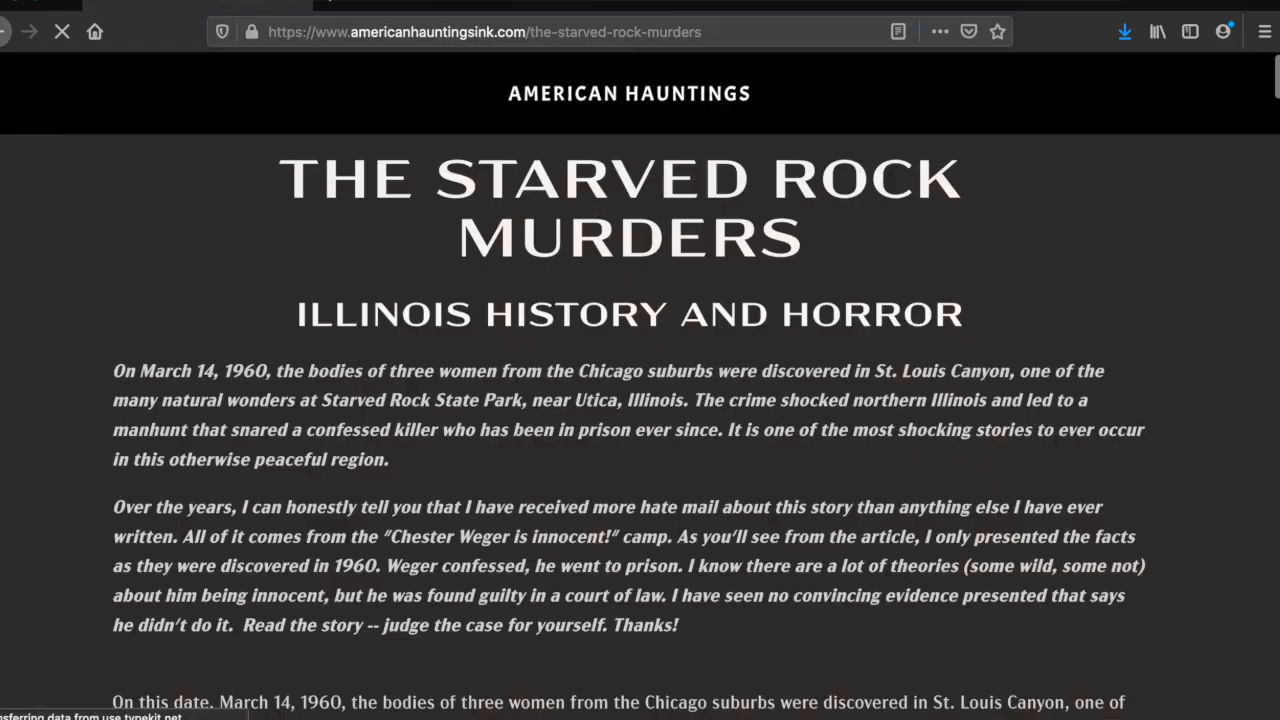 https://www.americanhauntingsink.com/the-starved-rock-murders
AMERICAN HAUNTINGS
THE STARVED ROCK
MURDERS
ILLINOIS HISTORY AND HORROR
On March 14, 1960, the bodies of three women from the Chicago suburbs were discovered in St. Louis Canyon, one of the
many natural wonders at Starved Rock State Park, near Utica, Illinois. The crime shocked northern Illinois and led to a
manhunt that snared a confessed killer who has been in prison ever since. It is one of the most shocking stories to ever occur
in this otherwise peaceful region.
Over the years, I can honestly tell you that I have received more hate mail about this story than anything else I have ever
written. All of it comes from the "Chester Weger is innocent!" camp. As you'll see from the article, I only presented the facts
as they were discovered in 1960. Weger confessed, he went to prison. I know there are a lot of theories (some wild, some not)
about him being innocent, but he was found guilty in a court of law. I have seen no convincing evidence presented that says
he didn't do it. Read the story -- judge the case for yourself. Thanks!
On this date, March 14, 1960, the bodies of three women from the Chicago suburbs were discovered in St. Louis Canyon, one of
data from use.typekit.net